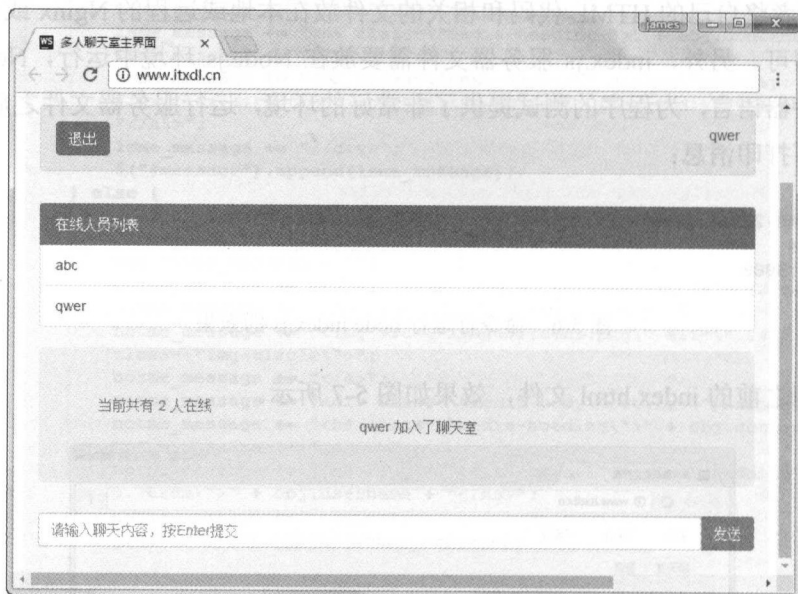 james
多人聊天室主界面
www.itxdl.cn
退出
qwer
在线人员列表
abc
qwer
当前共有 2 人在线
qwer 加入了聊天室
请输入聊天内容，按Enter提交
发送